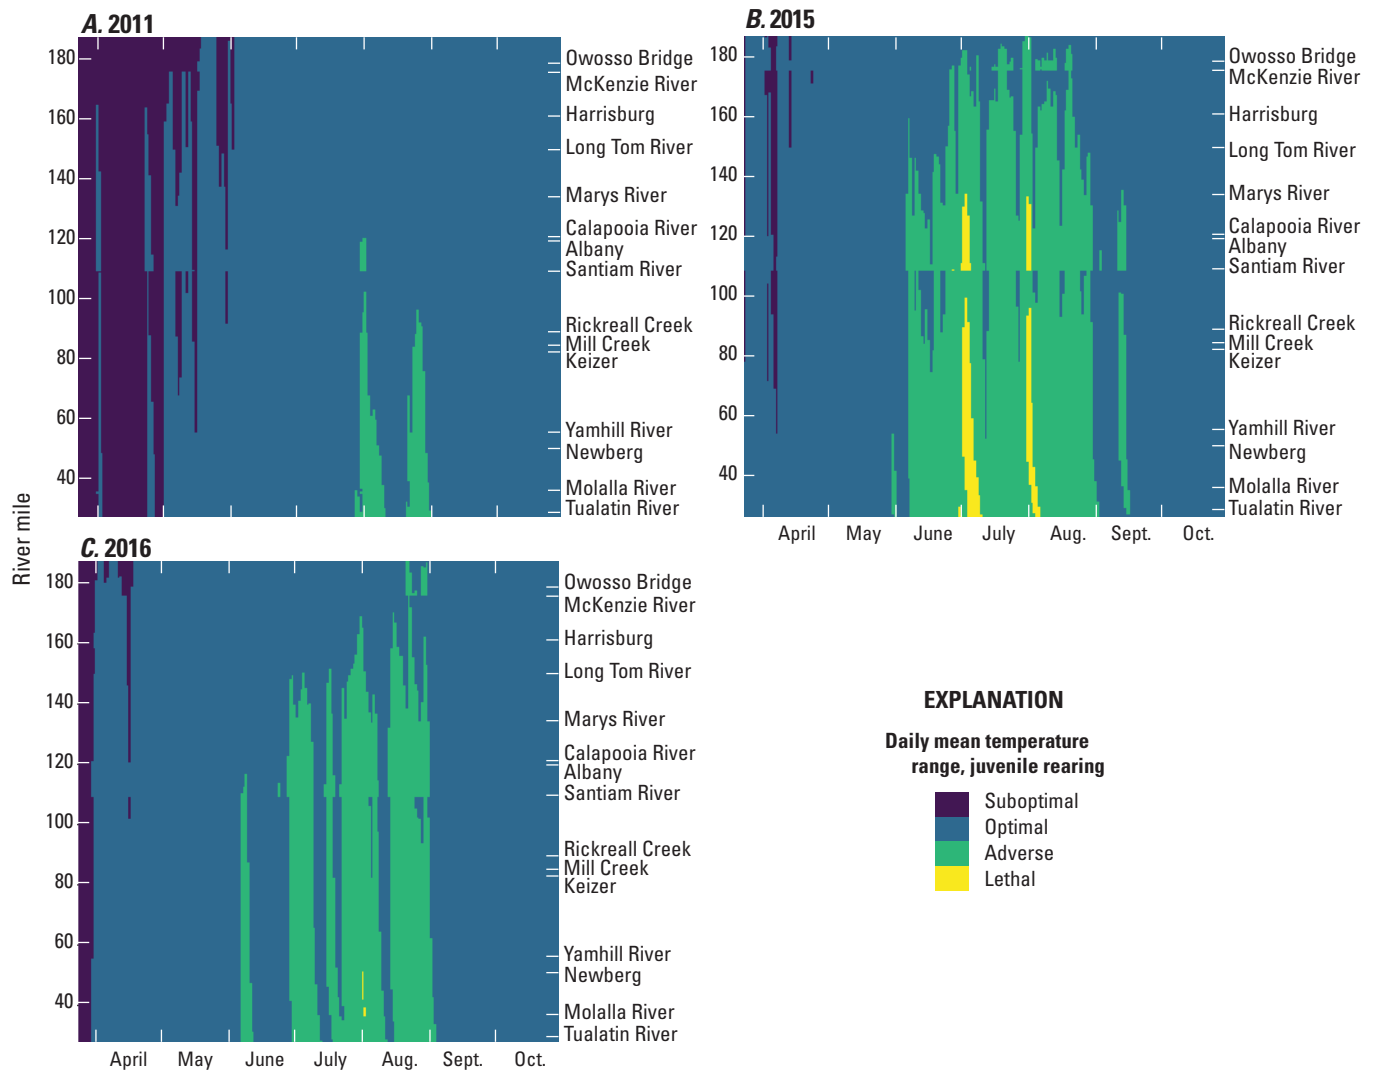 A. 2011
180
160
140
120
100
80
60
40
Owosso Bridge
McKenzie River
Harrisburg
Long Tom River
Marys River
Calapooia River
Albany
Santiam River
Rickreall Creek
Mill Creek
Keizer
Yamhill River
Newberg
Molalla River
Tualatin River
B. 2015
180
160
140
120
100
80
60
40
Owosso Bridge
McKenzie River
Harrisburg
Long Tom River
Marys River
Calapooia River
Albany
Santiam River
Rickreall Creek
Mill Creek
Keizer
Yamhill River
Newberg
Molalla River
Tualatin River
April May June July Aug. Sept. Oct.
River mile
C. 2016
180
160
140
120
100
80
60
40
Owosso Bridge
McKenzie River
Harrisburg
Long Tom River
Marys River
Calapooia River
Albany
Santiam River
Rickreall Creek
Mill Creek
Keizer
Yamhill River
Newberg
Molalla River
Tualatin River
April May June July Aug. Sept. Oct.
EXPLANATION
Daily mean temperature
range, juvenile rearing
Suboptimal
Optimal
Adverse
Lethal